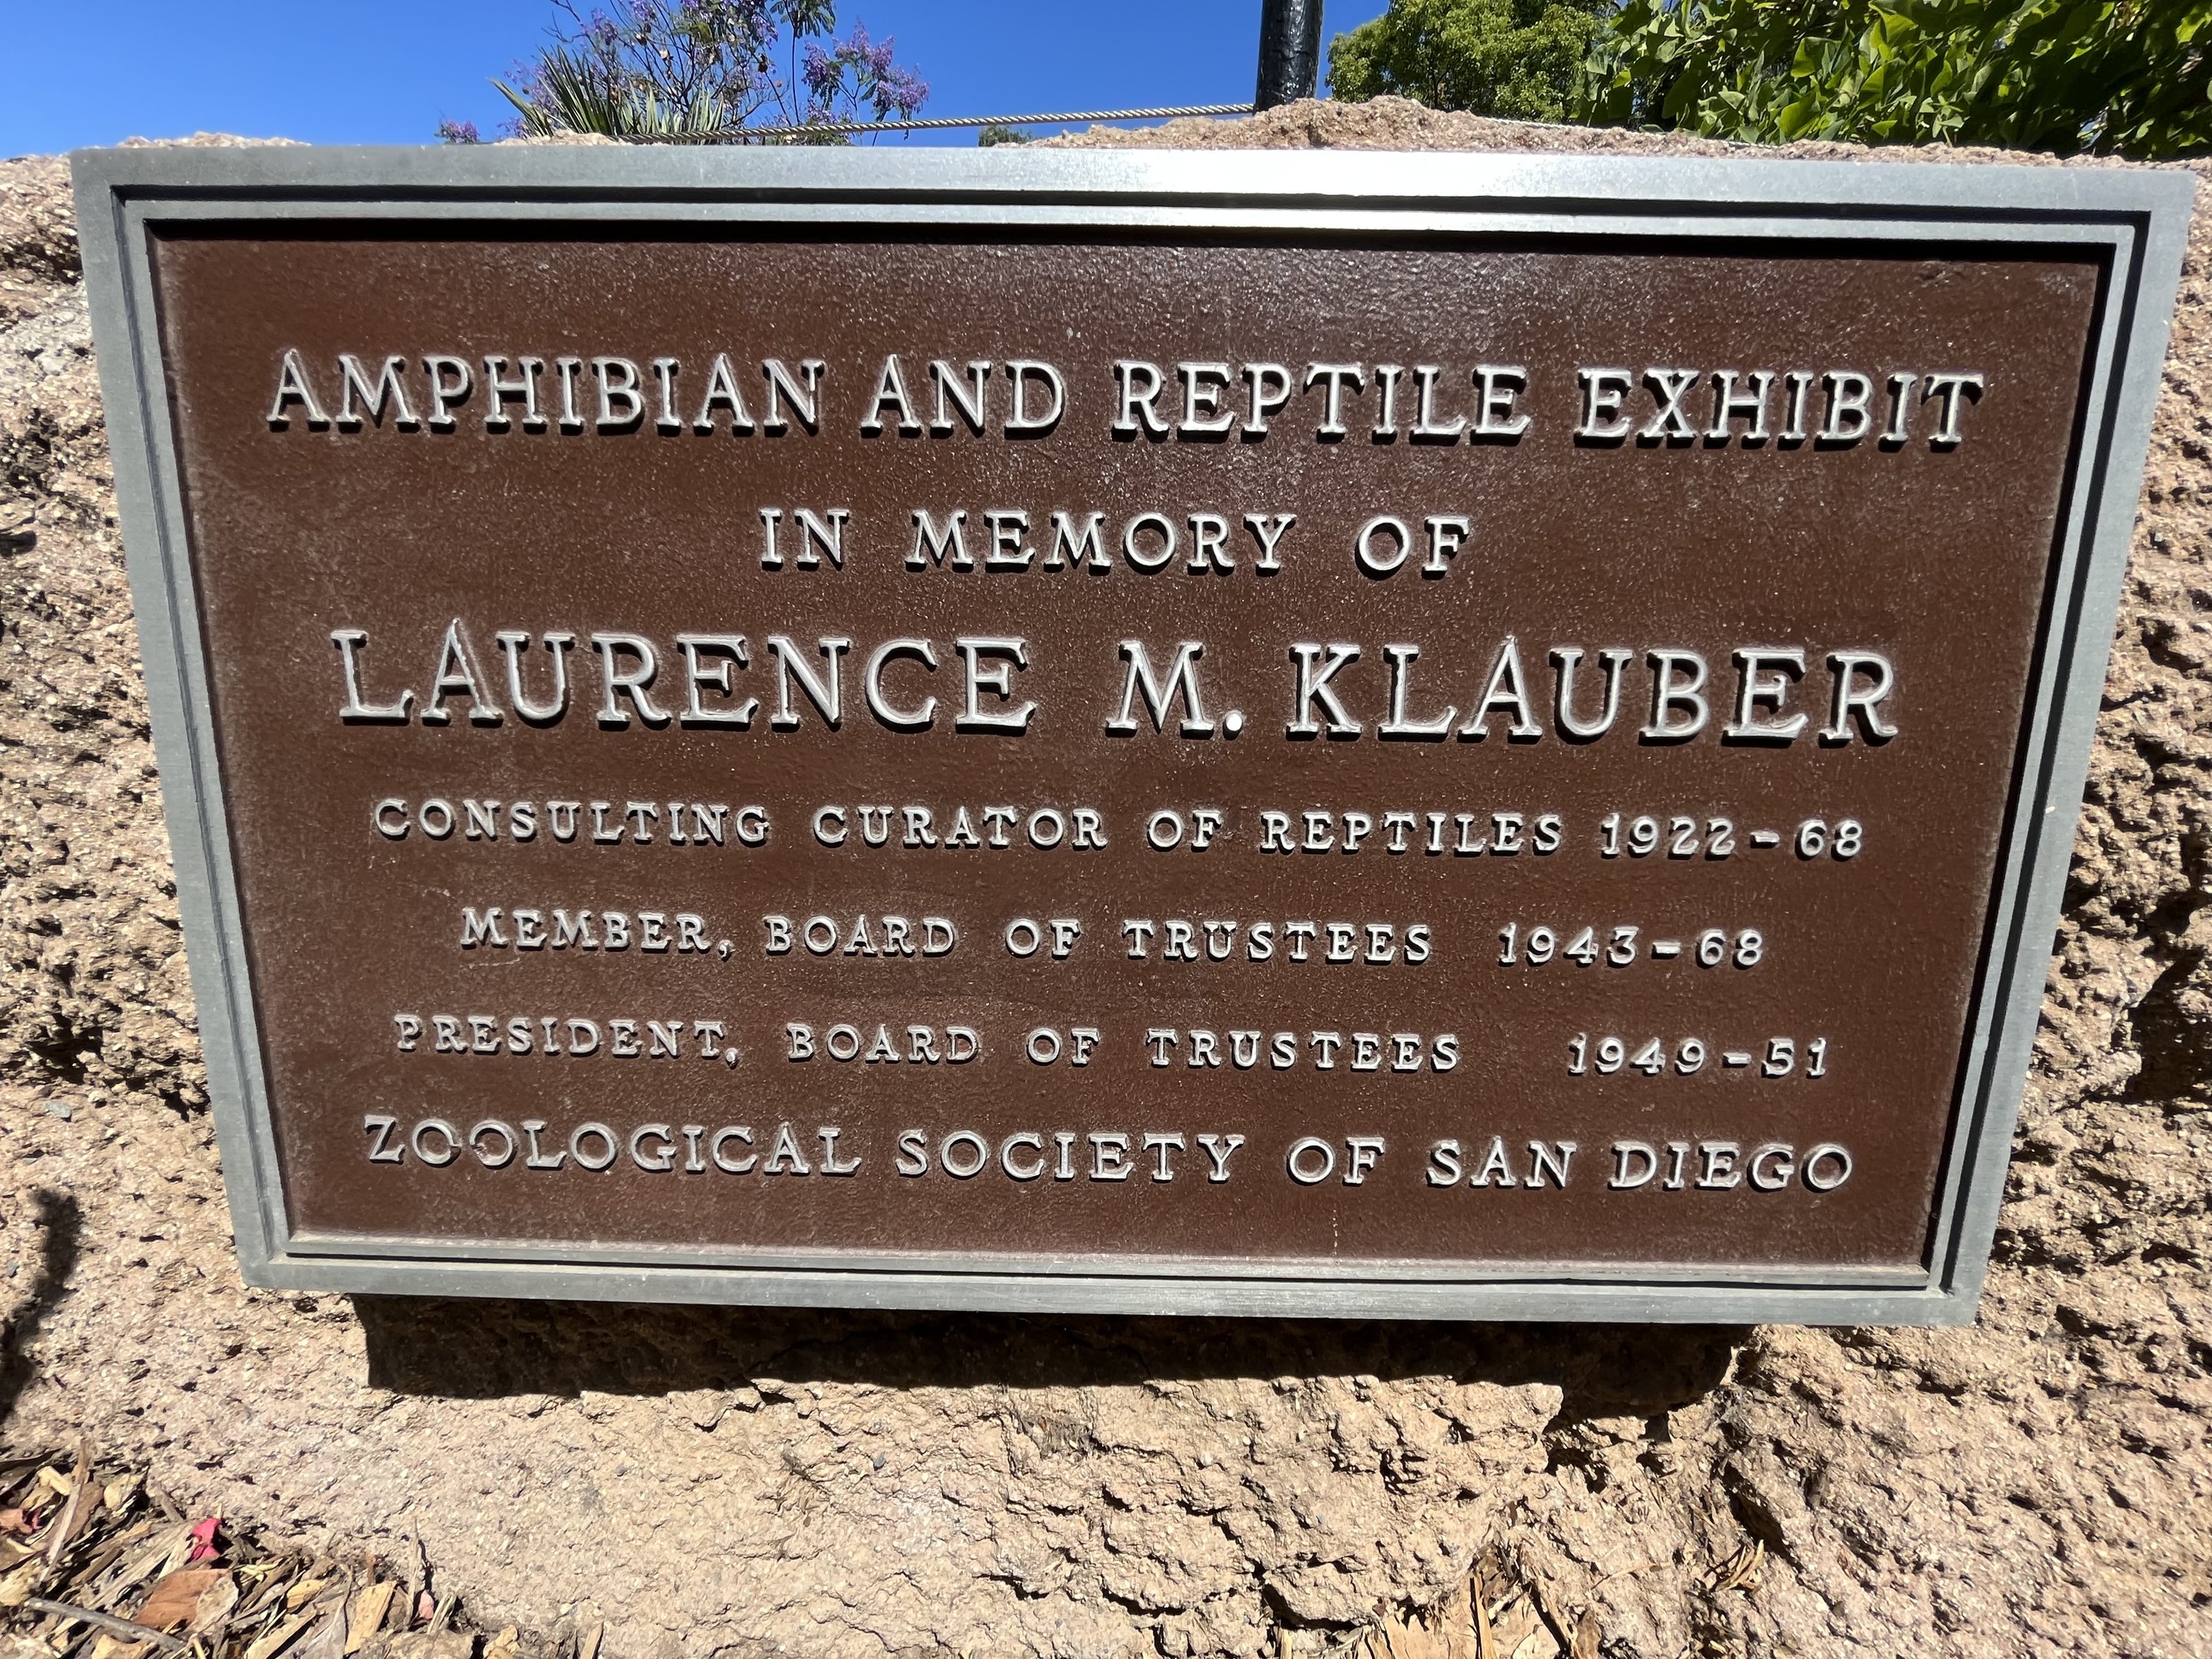 AMPHIBIAN AND REPTILE EXHIBIT
IN MEMORY OF
LAURENCE M. KLAUBER
CONSULTING CURATOR OF REPTILES 1922-68
MEMBER, BOARD OF TRUSTEES 1943-68
PRESIDENT, BOARD OF TRUSTEES 1949-51
ZOOLOGICAL SOCIETY OF SAN DIEGO